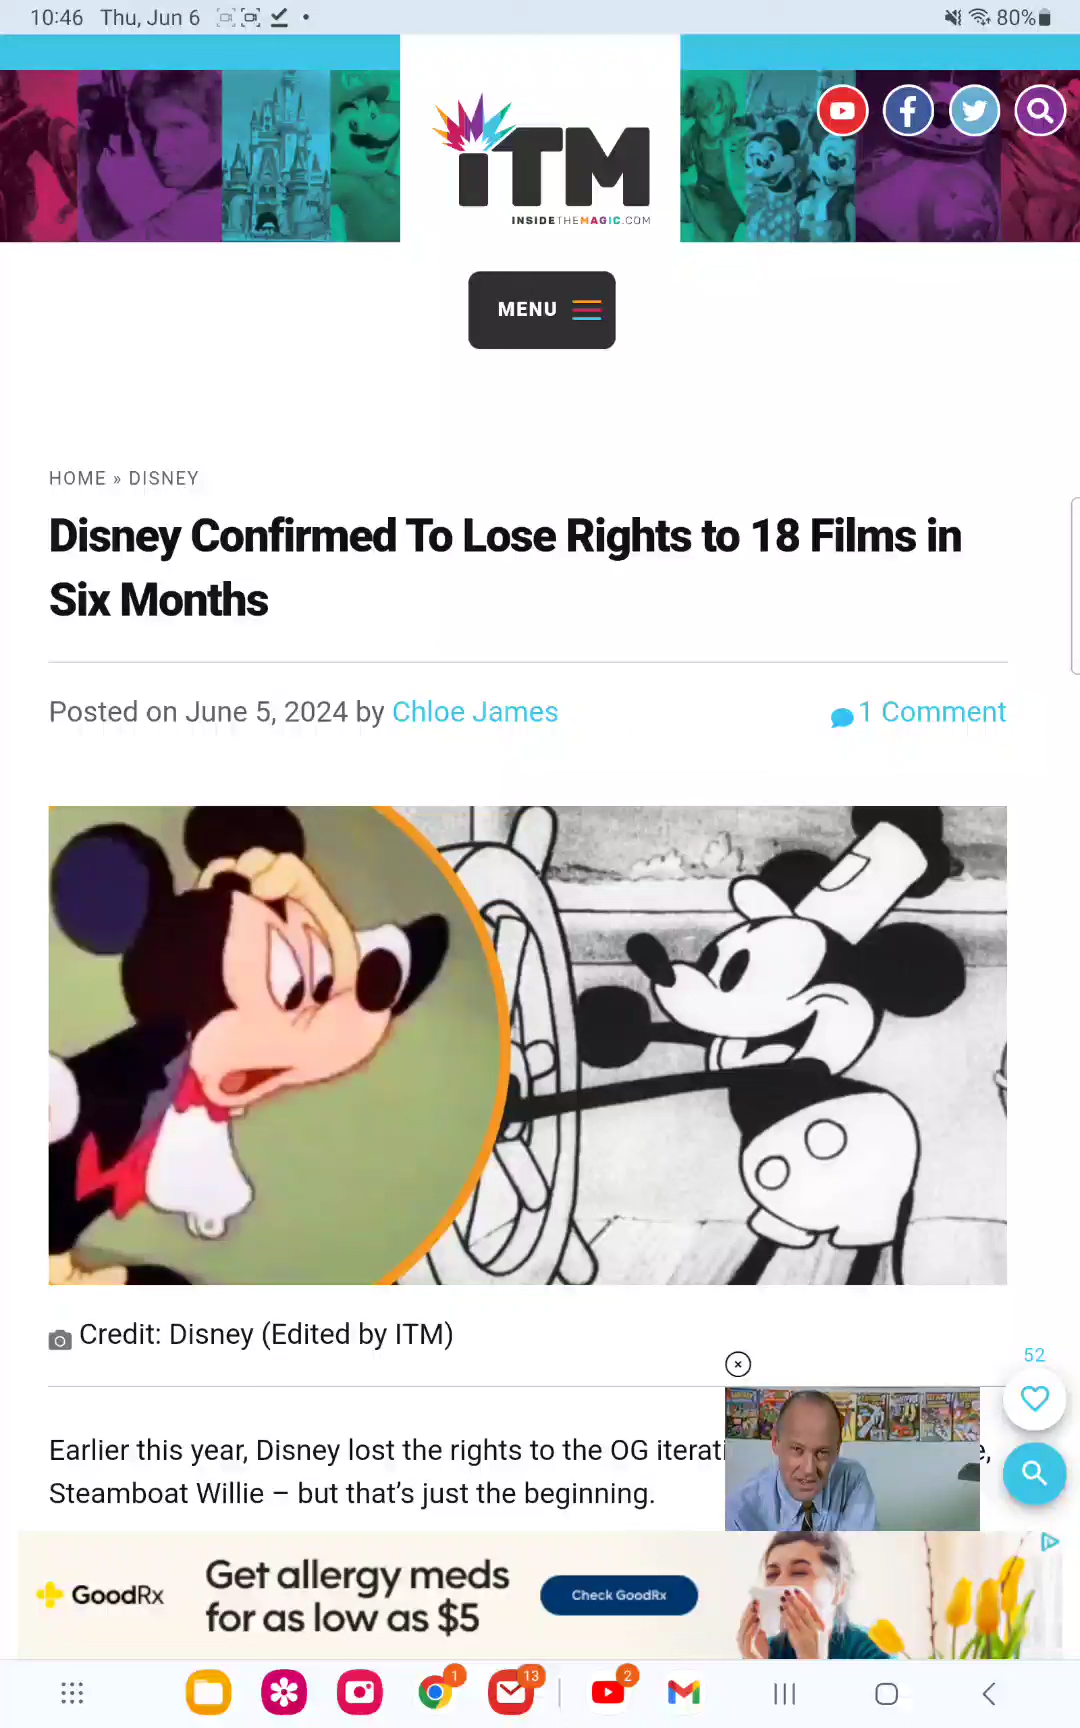 10:46 Thu, Jun 6
80%
iTM
INSIDETHEMAGIC.COM
MENU
HOME » DISNEY
Disney Confirmed To Lose Rights to 18 Films in
Six Months
Posted on June 5, 2024 by Chloe James
1 Comment
Credit: Disney (Edited by ITM)
52
Earlier this year, Disney lost the rights to the OG
Steamboat Willie – but that's just the beginning.
GoodRx
Get allergy meds
for as low as $5
Check GoodRx
1
13
2